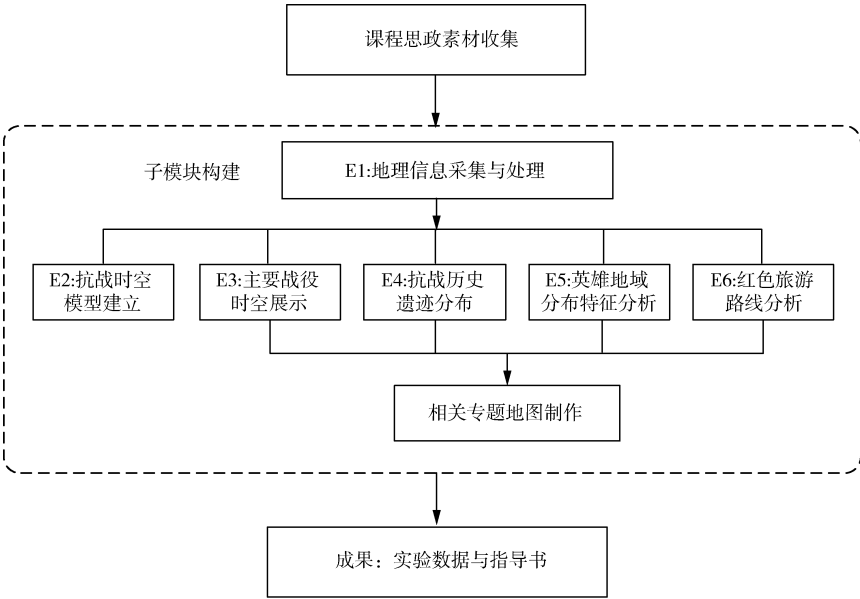 课程思政素材收集
子模块构建
E1:地理信息采集与处理
E2:抗战时空
模型建立
E3:主要战役
时空展示
E4:抗战历史
遗迹分布
E5:英雄地域
分布特征分析
E6:红色旅游
路线分析
相关专题地图制作
成果：实验数据与指导书